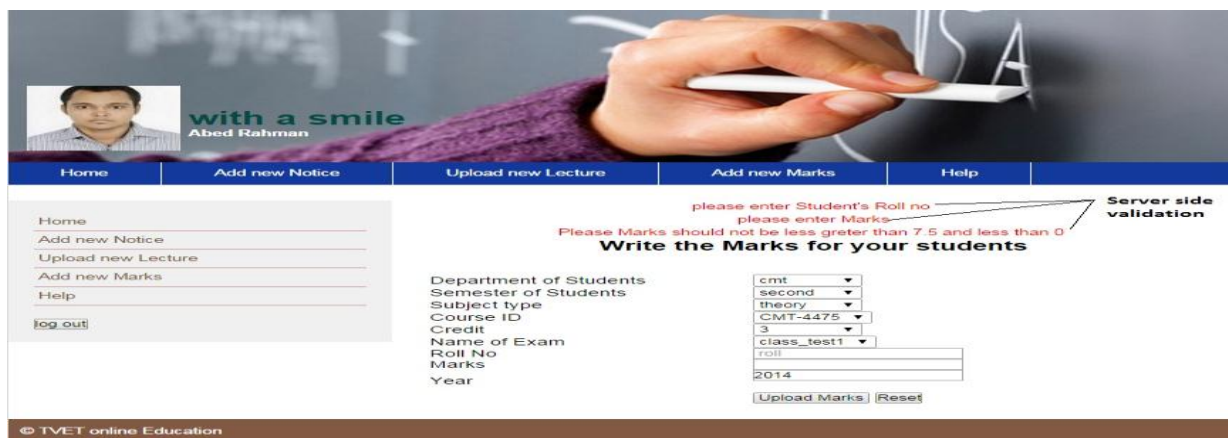 with a smile
Abed Rahman
Home Add new Notice Upload new Lecture Add new Marks Help
Home
Add new Notice
Upload new Lecture
Add new Marks
Help
log out
please enter Student's Roll no
please enter Marks
Please Marks should not be less greter than 7.5 and less than 0
Server side
validation
Write the Marks for your students
Department of Students cmt
Semester of Students second
Subject type theory
Course ID CMT-4475
Credit 3
Name of Exam class_test1
Roll No roll
Marks
Year 2014
Upload Marks Reset
© TVET online Education